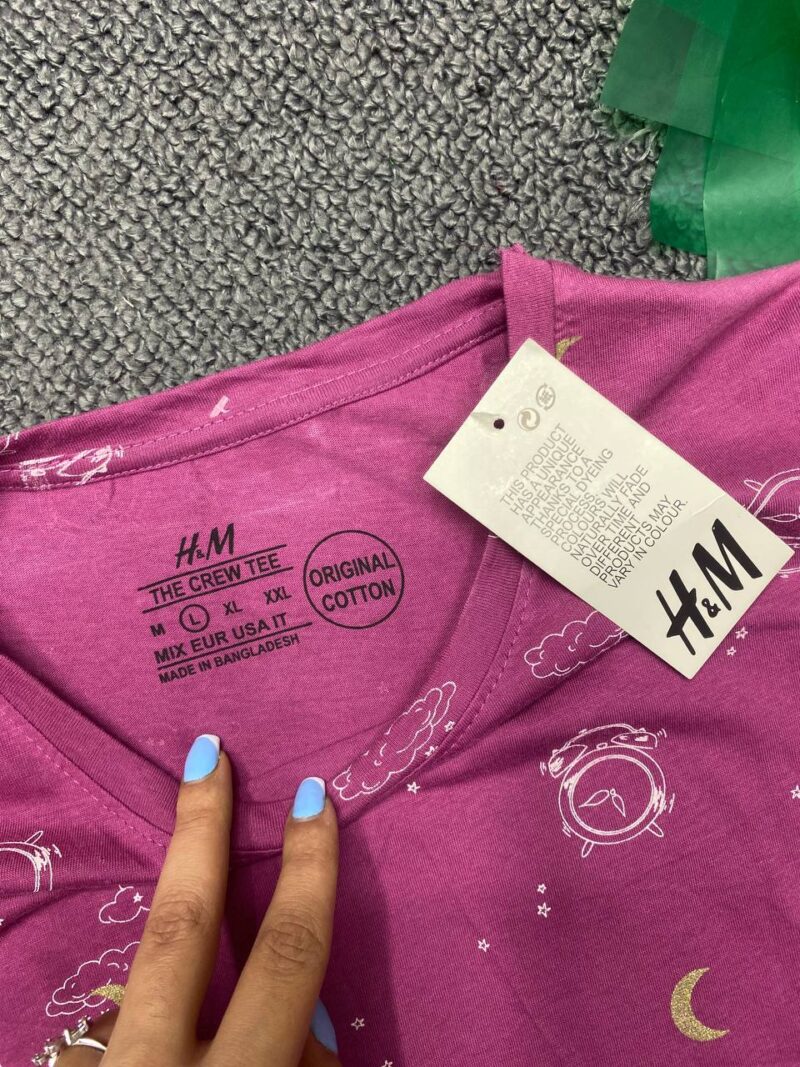 H&M
THE CREW TEE
M L XL XXL
MIX EUR USA IT
MADE IN BANGLADESH
ORIGINAL
COTTON
THIS PRODUCT
HAS A UNIQUE
APPEARANCE
THANKS TO A
SPECIAL DYEING
PROCESS.
COLOURS WILL
NATURALLY FADE
OVER TIME AND
DIFFERENT
PRODUCTS MAY
VARY IN COLOUR.
H&M